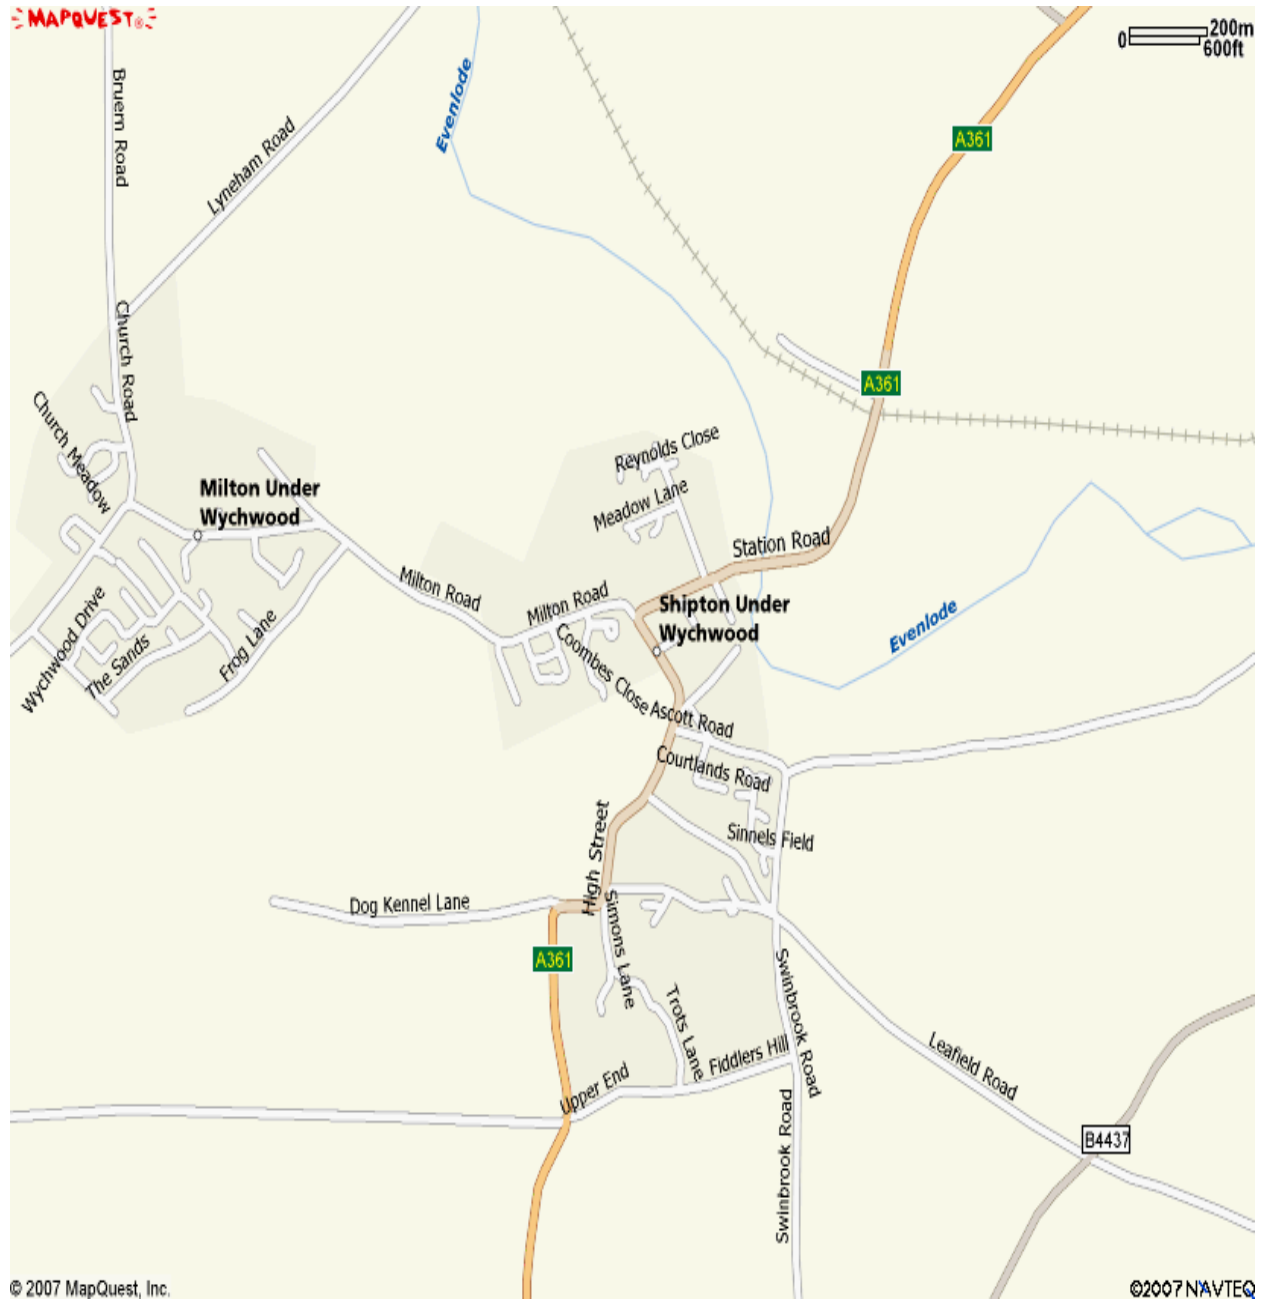 MAPQUEST®
0 200m
600ft
Bruern Road
Lyneham Road
Evenlode
A361
Church Road
A361
Church Meadow
Reynolds Close
Milton Under
Wychwood
Meadow Lane
Station Road
Milton Road
Milton Road
Shipton Under
Wychwood
Evenlode
Wychwood Drive
The Sands
Frog Lane
Coombes Close
Ascott Road
Courtlands Road
Sinnels Field
High Street
Dog Kennel Lane
Simons Lane
A361
Swinbrook Road
Trots Lane
Fiddlers Hill
Leafield Road
Upper End
Swinbrook Road
B4437
© 2007 MapQuest, Inc.
©2007 NAVTEQ